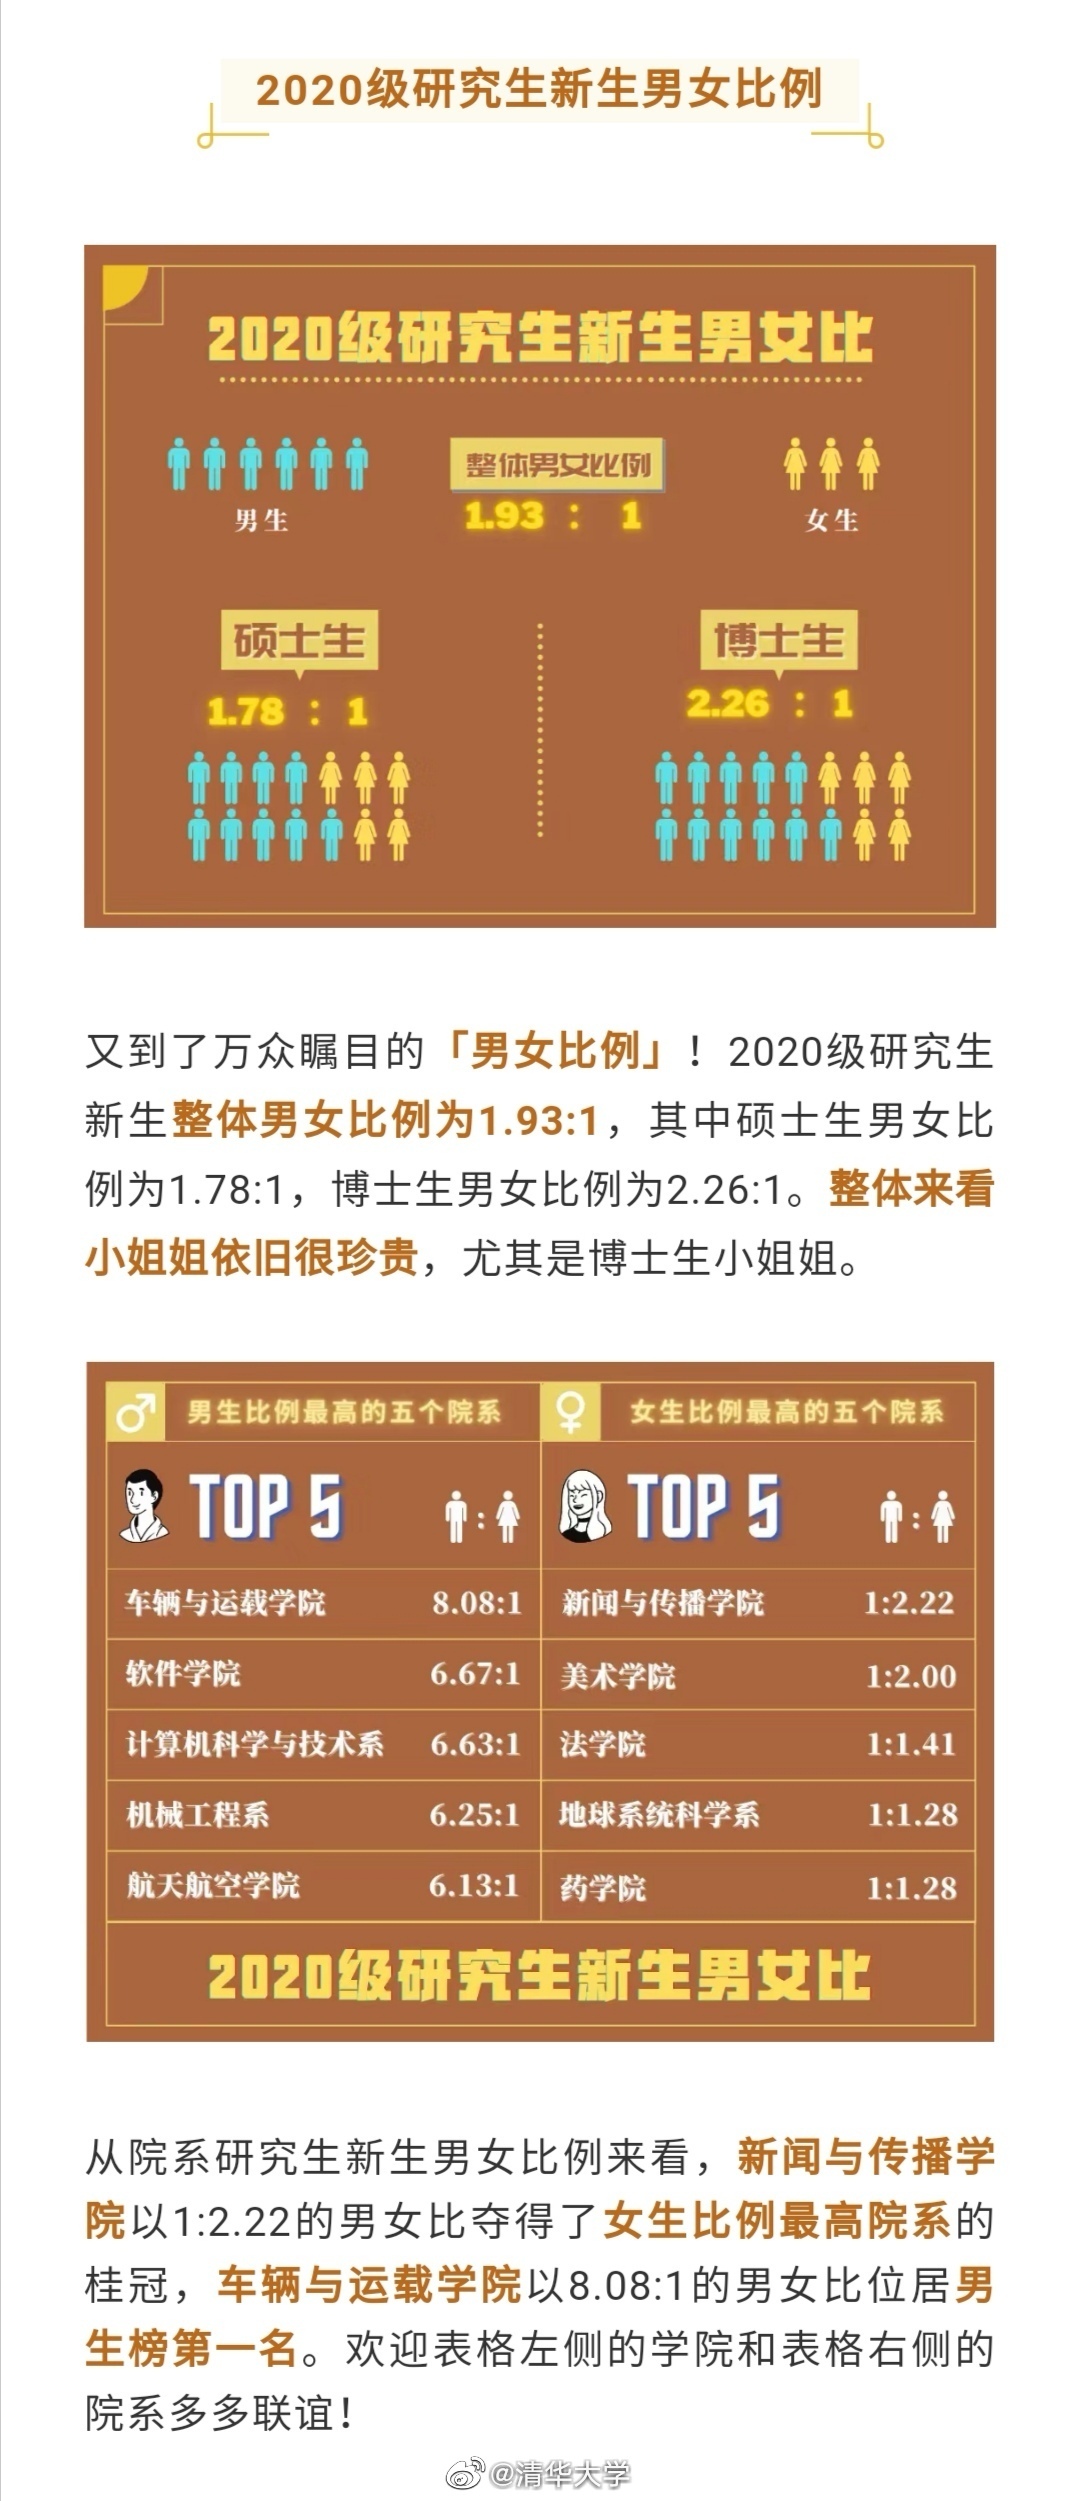 2020级研究生新生男女比例
2020级研究生新生男女比
整体男女比例
男生
1.93 : 1
女生
硕士生
博士生
1.78 : 1
2.26 : 1
又到了万众瞩目的「男女比例」！2020级研究生
新生整体男女比例为1.93:1，其中硕士生男女比
例为1.78:1，博士生男女比例为2.26:1。整体来看
小姐姐依旧很珍贵，尤其是博士生小姐姐。
男生比例最高的五个院系
女生比例最高的五个院系
TOP 5
:
TOP 5
:
车辆与运载学院 8.08:1
新闻与传播学院 1:2.22
软件学院 6.67:1
美术学院 1:2.00
计算机科学与技术系 6.63:1
法学院 1:1.41
机械工程系 6.25:1
地球系统科学系 1:1.28
航天航空学院 6.13:1
药学院 1:1.28
2020级研究生新生男女比
从院系研究生新生男女比例来看，新闻与传播学
院以1:2.22的男女比夺得了女生比例最高院系的
桂冠，车辆与运载学院以8.08:1的男女比位居男
生榜第一名。欢迎表格左侧的学院和表格右侧的
院系多多联谊！
@清华大学